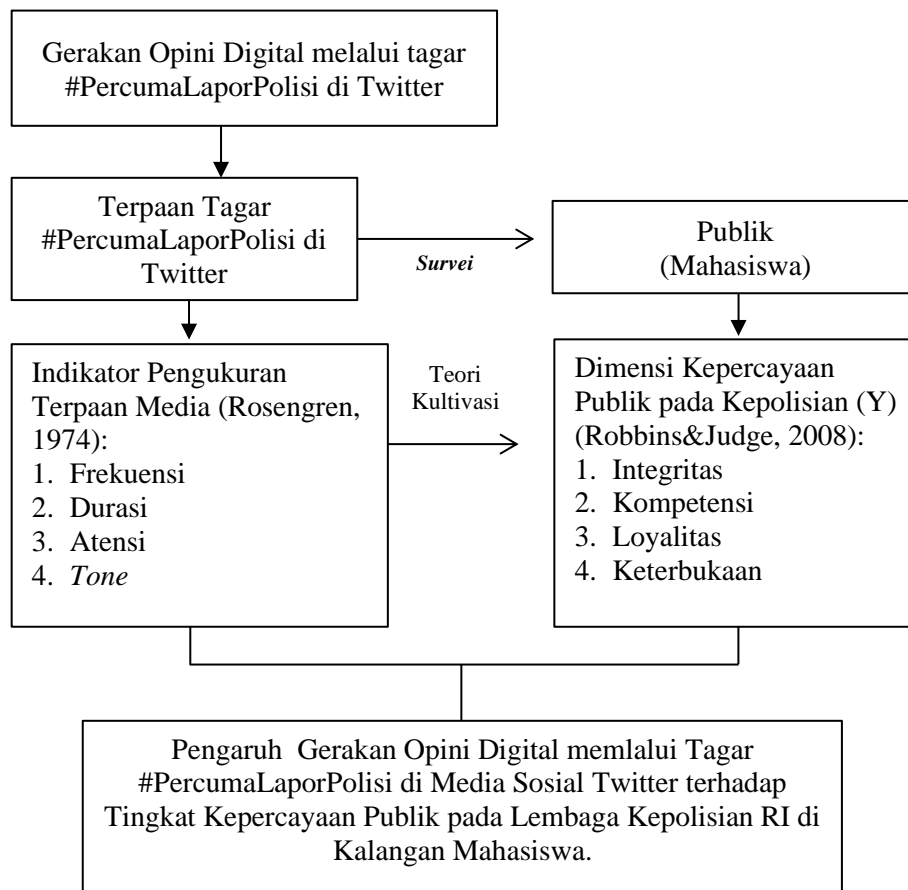 Gerakan Opini Digital melalui tagar
#PercumaLaporPolisi di Twitter
Terpaan Tagar
#PercumaLaporPolisi di
Twitter
Survei
Publik
(Mahasiswa)
Indikator Pengukuran
Terpaan Media (Rosengren,
1974):
1. Frekuensi
2. Durasi
3. Atensi
4. Tone
Teori
Kultivasi
Dimensi Kepercayaan
Publik pada Kepolisian (Y)
(Robbins&Judge, 2008):
1. Integritas
2. Kompetensi
3. Loyalitas
4. Keterbukaan
Pengaruh Gerakan Opini Digital memlalui Tagar
#PercumaLaporPolisi di Media Sosial Twitter terhadap
Tingkat Kepercayaan Publik pada Lembaga Kepolisian RI di
Kalangan Mahasiswa.